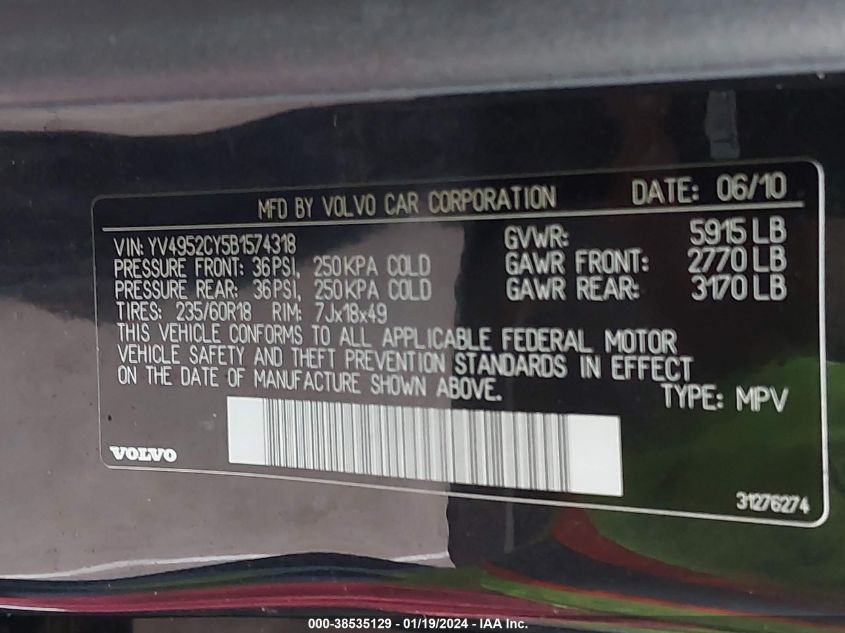 MFD BY VOLVO CAR CORPORATION DATE: 06/10
VIN: YV4952CY5B1574318 GVWR: 5915 LB
PRESSURE FRONT: 36PSI, 250KPA COLD GAWR FRONT: 2770 LB
PRESSURE REAR: 36PSI, 250KPA COLD GAWR REAR: 3170 LB
TIRES: 235/60R18 RIM: 7Jx18x49
THIS VEHICLE CONFORMS TO ALL APPLICABLE FEDERAL MOTOR
VEHICLE SAFETY AND THEFT PREVENTION STANDARDS IN EFFECT
ON THE DATE OF MANUFACTURE SHOWN ABOVE.
TYPE: MPV
VOLVO
31276274
000-38535129 - 01/19/2024 - IAA Inc.